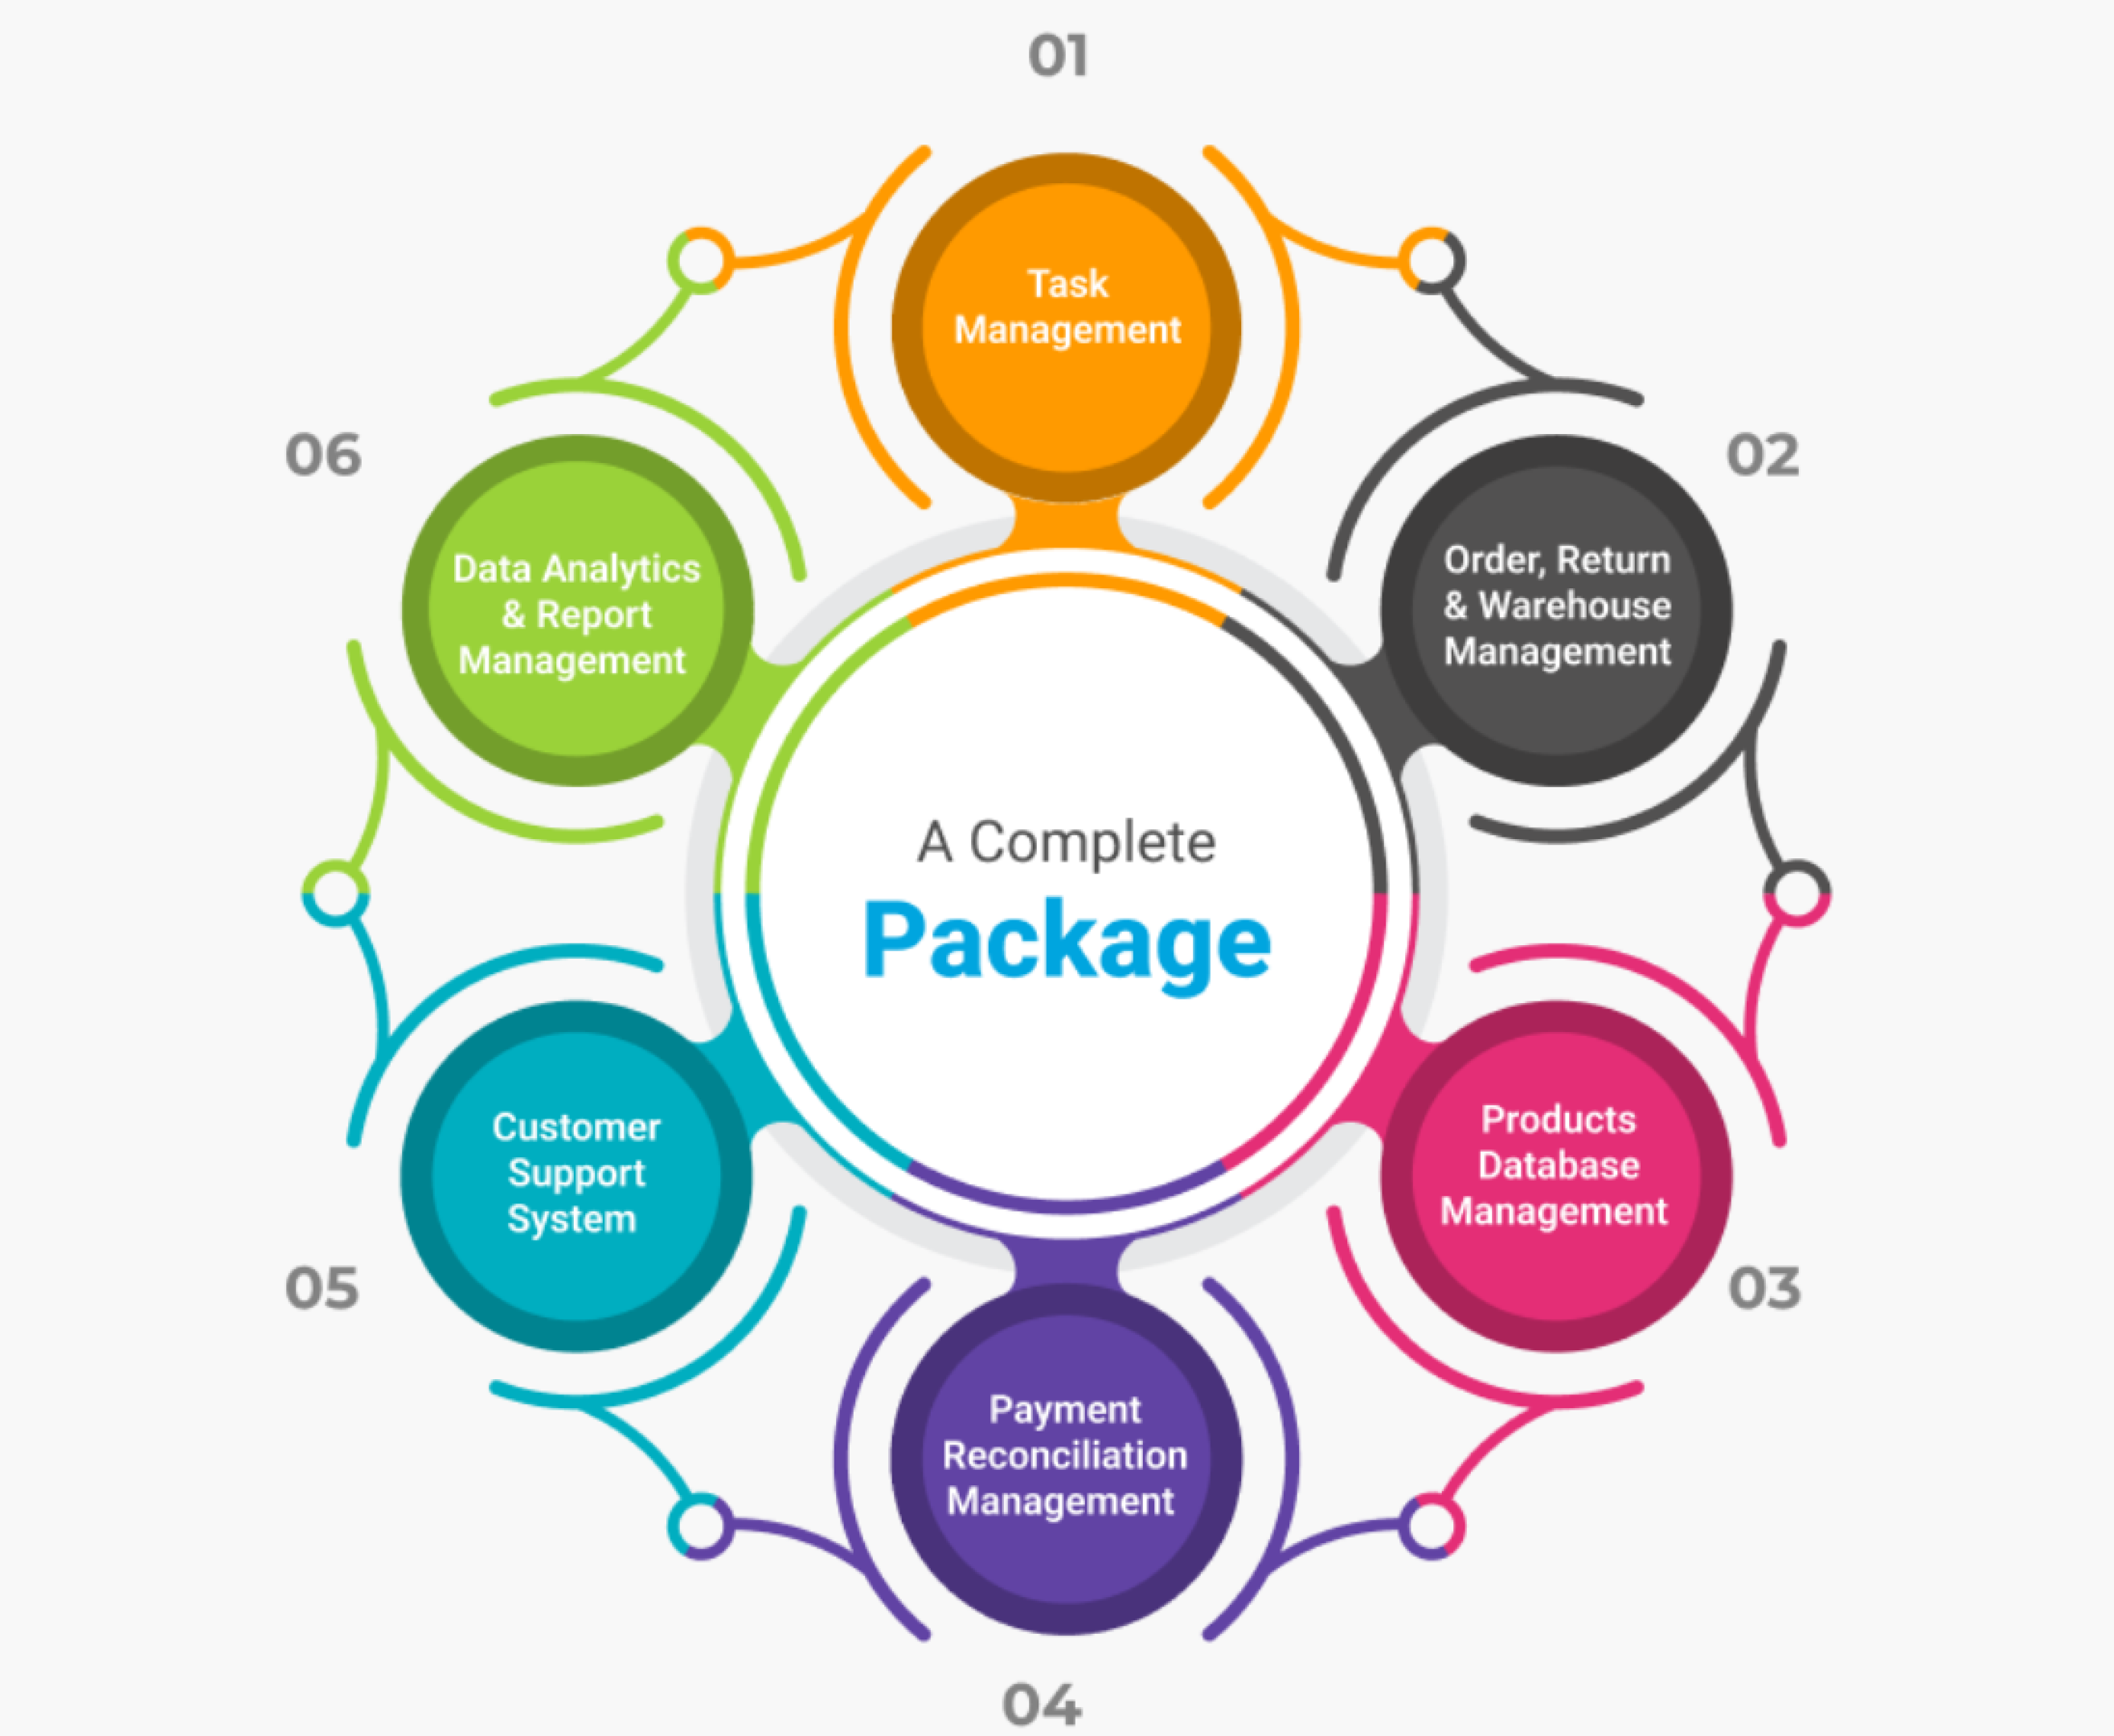 01
Task
Management
02
Order, Return
& Warehouse
Management
03
Products
Database
Management
04
Payment
Reconciliation
Management
05
Customer
Support
System
06
Data Analytics
& Report
Management
A Complete
Package